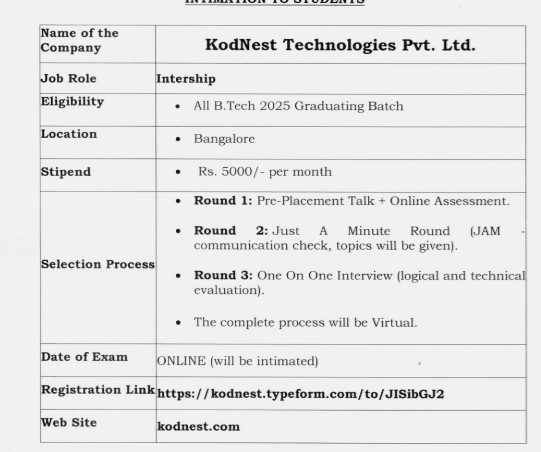 INTIMATION TO STUDENTS
Name of the
Company
KodNest Technologies Pvt. Ltd.
Job Role
Intership
Eligibility
• All B.Tech 2025 Graduating Batch
Location
• Bangalore
Stipend
• Rs. 5000/- per month
Selection Process
• Round 1: Pre-Placement Talk + Online Assessment.
• Round 2: Just A Minute Round (JAM -
communication check, topics will be given).
• Round 3: One On One Interview (logical and technical
evaluation).
• The complete process will be Virtual.
Date of Exam
ONLINE (will be intimated)
Registration Link
https://kodnest.typeform.com/to/JISibGJ2
Web Site
kodnest.com